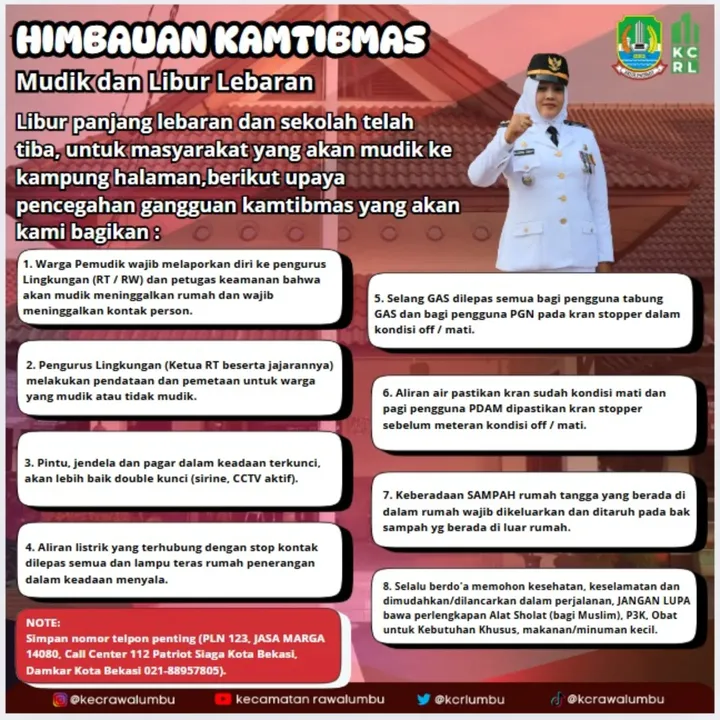 HIMBAUAN KAMTIBMAS
Mudik dan Libur Lebaran
Libur panjang lebaran dan sekolah telah
tiba, untuk masyarakat yang akan mudik ke
kampung halaman,berikut upaya
pencegahan gangguan kamtibmas yang akan
kami bagikan :
KC
RL
1. Warga Pemudik wajib melaporkan diri ke pengurus
Lingkungan (RT / RW) dan petugas keamanan bahwa
akan mudik meninggalkan rumah dan wajib
meninggalkan kontak person.
2. Pengurus Lingkungan (Ketua RT beserta jajarannya)
melakukan pendataan dan pemetaan untuk warga
yang mudik atau tidak mudik.
3. Pintu, jendela dan pagar dalam keadaan terkunci,
akan lebih baik double kunci (sirine, CCTV aktif).
4. Aliran listrik yang terhubung dengan stop kontak
dilepas semua dan lampu teras rumah penerangan
dalam keadaan menyala.
5. Selang GAS dilepas semua bagi pengguna tabung
GAS dan bagi pengguna PGN pada kran stopper dalam
kondisi off / mati.
6. Aliran air pastikan kran sudah kondisi mati dan
pagi pengguna PDAM dipastikan kran stopper
sebelum meteran kondisi off / mati.
7. Keberadaan SAMPAH rumah tangga yg berada di
dalam rumah wajib dikeluarkan dan ditaruh pada bak
sampah yg berada di luar rumah.
8. Selalu berdo'a memohon kesehatan, keselamatan dan
dimudahkan/dilancarkan dalam perjalanan, JANGAN LUPA
bawa perlengkapan Alat Sholat (bagi Muslim), P3K, Obat
untuk Kebutuhan Khusus, makanan/minuman kecil.
NOTE:
Simpan nomor telpon penting (PLN 123, JASA MARGA
14080, Call Center 112 Patriot Siaga Kota Bekasi,
Damkar Kota Bekasi 021-88957805).
@kecrawalumbu kecamatan rawalumbu @kcrlumbu @kcrawalumbu